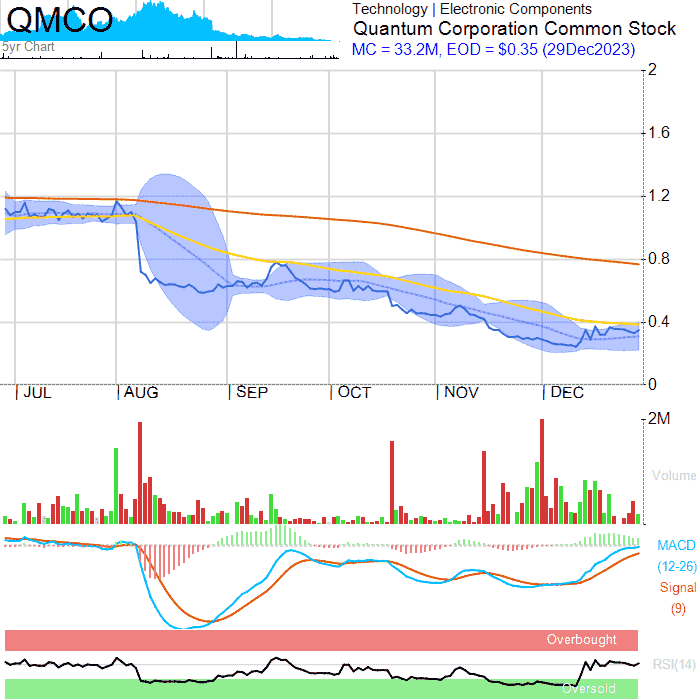 QMCO
5yr Chart
Technology | Electronic Components
Quantum Corporation Common Stock
MC = 33.2M, EOD = $0.35 (29Dec2023)
2
1.6
1.2
0.8
0.4
0
JUL AUG SEP OCT NOV DEC
2M
Volume
MACD
(12-26)
Signal
(9)
Overbought
RSI(14)
Oversold